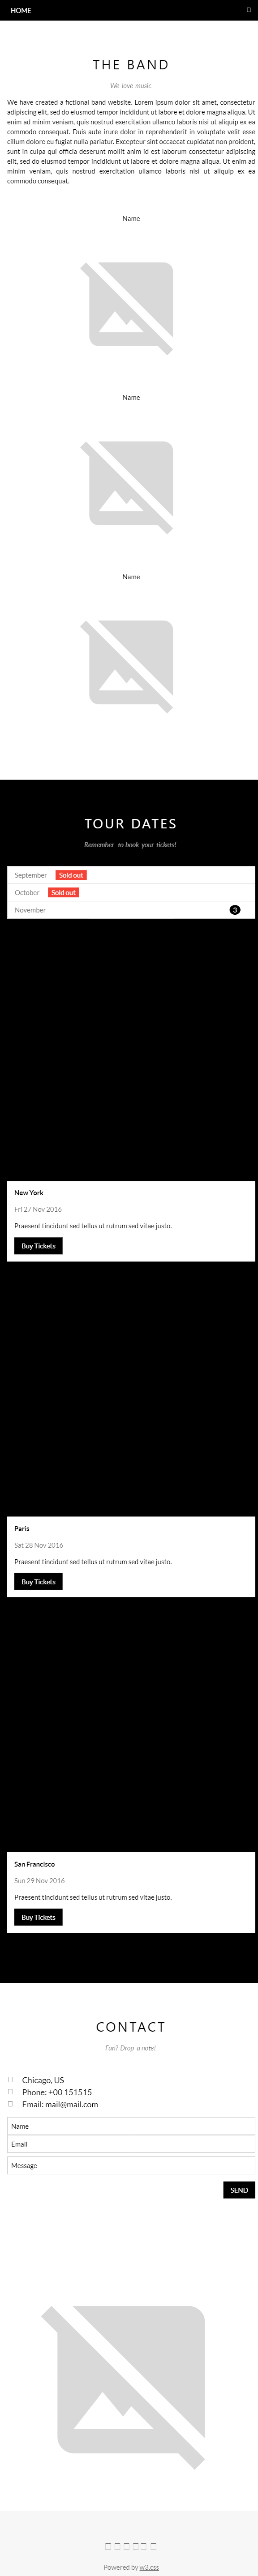 HOME
THE BAND
We love music
We have created a fictional band website. Lorem ipsum dolor sit amet, consectetur
adipiscing elit, sed do eiusmod tempor incididunt ut labore et dolore magna aliqua. Ut
enim ad minim veniam, quis nostrud exercitation ullamco laboris nisi ut aliquip ex ea
commodo consequat. Duis aute irure dolor in reprehenderit in voluptate velit esse
cillum dolore eu fugiat nulla pariatur. Excepteur sint occaecat cupidatat non proident,
sunt in culpa qui officia deserunt mollit anim id est laborum consectetur adipiscing
elit, sed do eiusmod tempor incididunt ut labore et dolore magna aliqua. Ut enim ad
minim veniam, quis nostrud exercitation ullamco laboris nisi ut aliquip ex ea
commodo consequat.
Name
Name
Name
TOUR DATES
Remember to book your tickets!
September Sold out
October Sold out
November 3
New York
Fri 27 Nov 2016
Praesent tincidunt sed tellus ut rutrum sed vitae justo.
Buy Tickets
Paris
Sat 28 Nov 2016
Praesent tincidunt sed tellus ut rutrum sed vitae justo.
Buy Tickets
San Francisco
Sun 29 Nov 2016
Praesent tincidunt sed tellus ut rutrum sed vitae justo.
Buy Tickets
CONTACT
Fan? Drop a note!
Chicago, US
Phone: +00 151515
Email: mail@mail.com
Name
Email
Message
SEND
Powered by w3.css